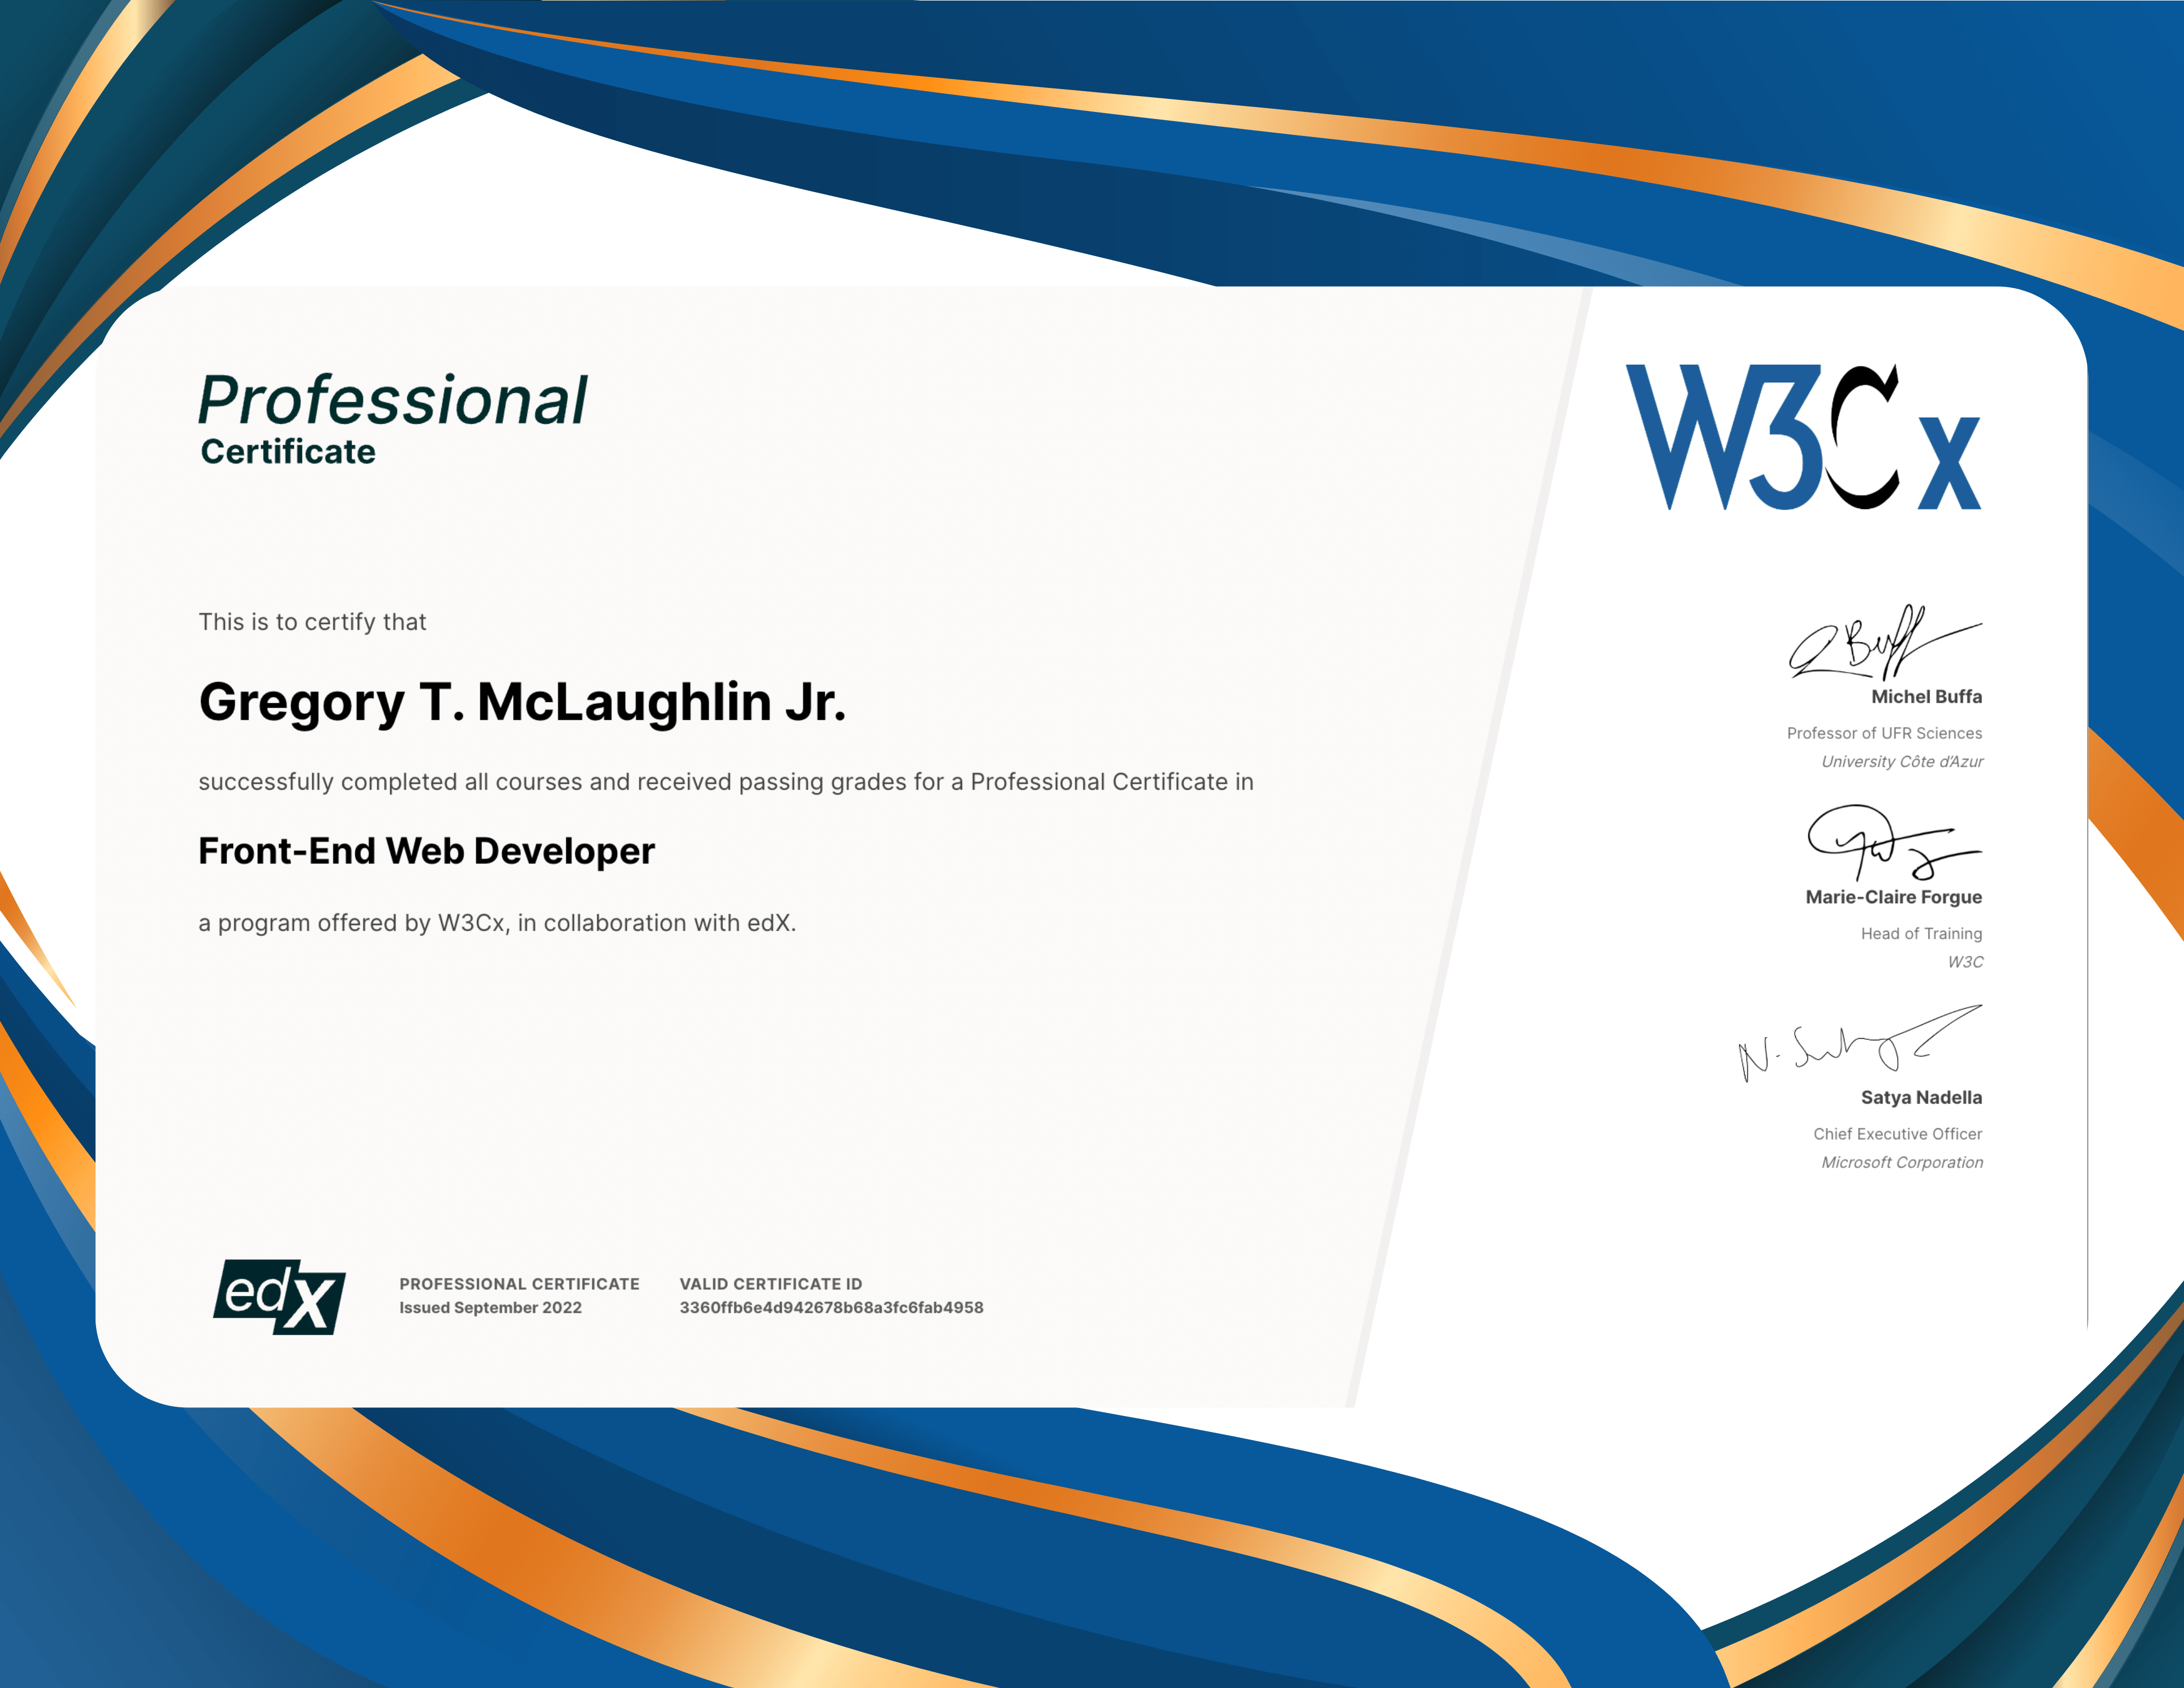 Professional
Certificate
W3Cx
This is to certify that
Gregory T. McLaughlin Jr.
successfully completed all courses and received passing grades for a Professional Certificate in
Front-End Web Developer
a program offered by W3Cx, in collaboration with edX.
Michel Buffa
Professor of UFR Sciences
University Côte d'Azur
Marie-Claire Forgue
Head of Training
W3C
Satya Nadella
Chief Executive Officer
Microsoft Corporation
edX
PROFESSIONAL CERTIFICATE
Issued September 2022
VALID CERTIFICATE ID
3360ffb6e4d942678b68a3fc6fab4958